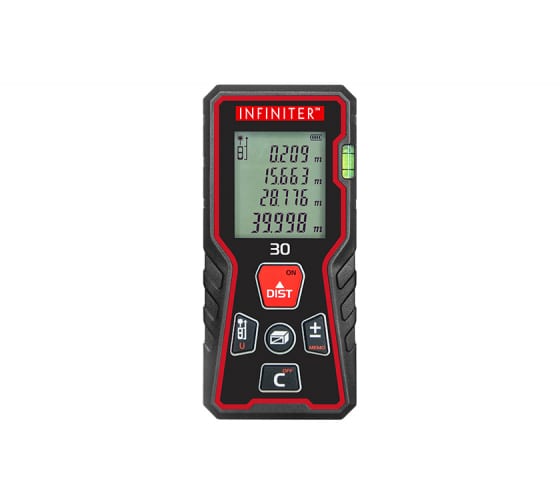 INFINITER™
0.209 m
15.663 m
28.776 m
39.998 m
30
ON
DIST
U
±
MEMO
OFF
C